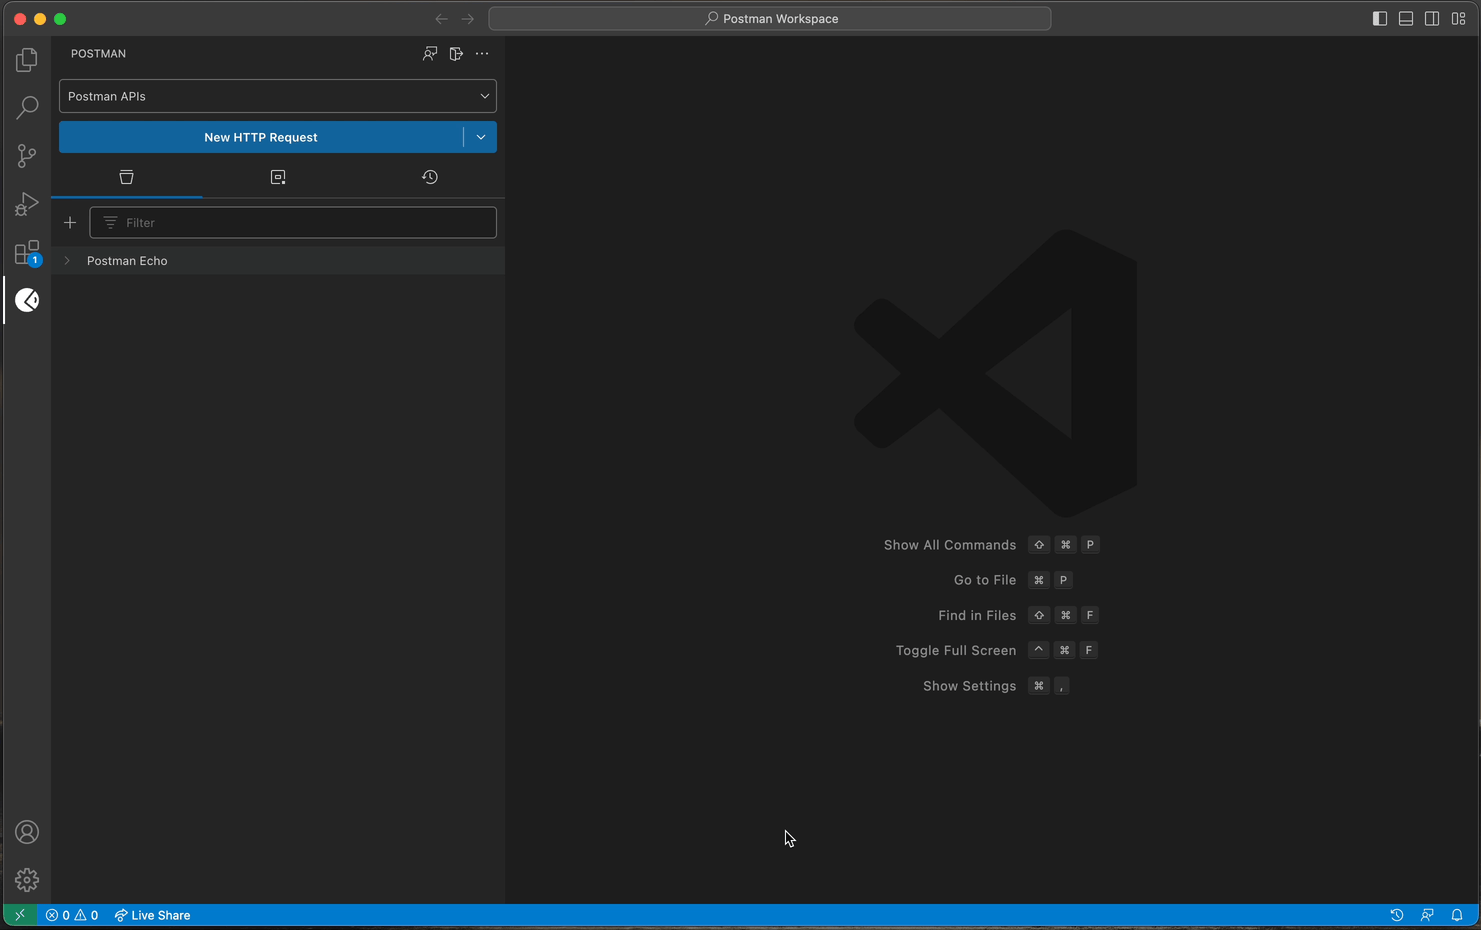 Postman Workspace
POSTMAN
Postman APIs
New HTTP Request
Filter
1
Postman Echo
Show All Commands ⇧ ⌘ P
Go to File ⌘ P
Find in Files ⇧ ⌘ F
Toggle Full Screen ^ ⌘ F
Show Settings ⌘ ,
0 0 Live Share